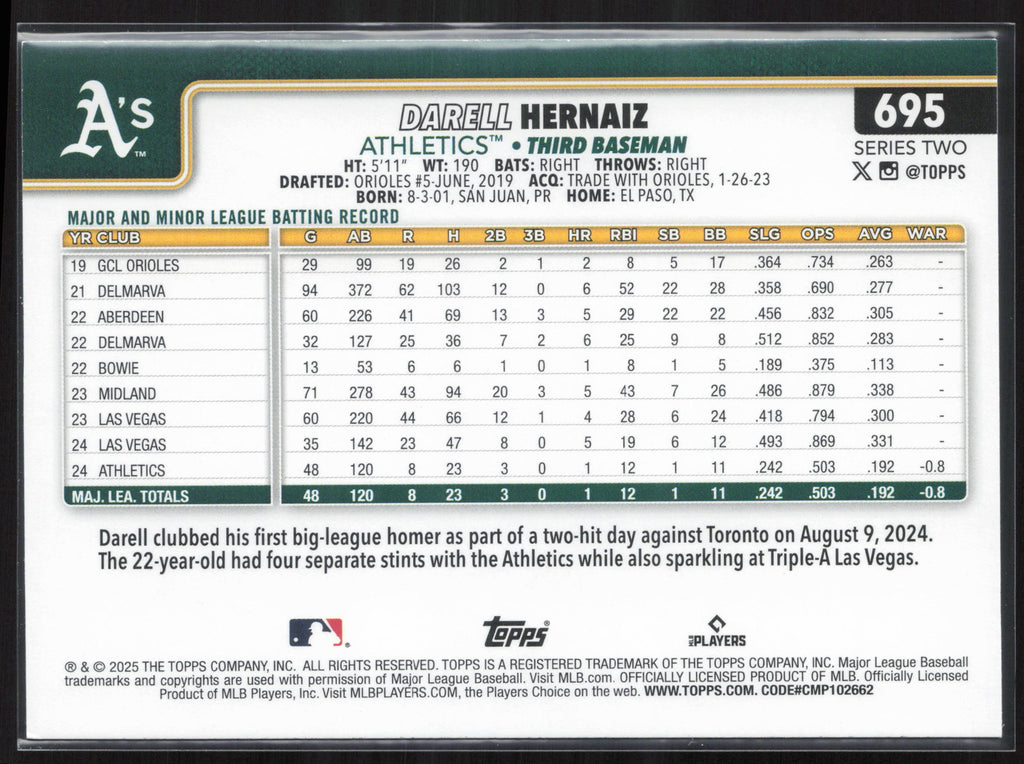 A's™
DARELL HERNAIZ
695
ATHLETICS™ • THIRD BASEMAN
SERIES TWO
HT: 5'11" WT: 190 BATS: RIGHT THROWS: RIGHT
@TOPPS
DRAFTED: ORIOLES #5-JUNE, 2019 ACQ: TRADE WITH ORIOLES, 1-26-23
BORN: 8-3-01, SAN JUAN, PR HOME: EL PASO, TX
MAJOR AND MINOR LEAGUE BATTING RECORD
YR CLUB G AB R H 2B 3B HR RBI SB BB SLG OPS AVG WAR
19 GCL ORIOLES 29 99 19 26 2 1 2 8 5 17 .364 .734 .263 -
21 DELMARVA 94 372 62 103 12 0 6 52 22 28 .358 .690 .277 -
22 ABERDEEN 60 226 41 69 13 3 5 29 22 22 .456 .832 .305 -
22 DELMARVA 32 127 25 36 7 2 6 25 9 8 .512 .852 .283 -
22 BOWIE 13 53 6 6 1 0 1 8 1 5 .189 .375 .113 -
23 MIDLAND 71 278 43 94 20 3 5 43 7 26 .486 .879 .338 -
23 LAS VEGAS 60 220 44 66 12 1 4 28 6 24 .418 .794 .300 -
24 LAS VEGAS 35 142 23 47 8 0 5 19 6 12 .493 .869 .331 -
24 ATHLETICS 48 120 8 23 3 0 1 12 1 11 .242 .503 .192 -0.8
MAJ. LEA. TOTALS 48 120 8 23 3 0 1 12 1 11 .242 .503 .192 -0.8
Darell clubbed his first big-league homer as part of a two-hit day against Toronto on August 9, 2024.
The 22-year-old had four separate stints with the Athletics while also sparkling at Triple-A Las Vegas.
Topps®
MLB PLAYERS
® & © 2025 THE TOPPS COMPANY, INC. ALL RIGHTS RESERVED. TOPPS IS A REGISTERED TRADEMARK OF THE TOPPS COMPANY, INC. Major League Baseball
trademarks and copyrights are used with permission of Major League Baseball. Visit MLB.com. OFFICIALLY LICENSED PRODUCT OF MLB. Officially Licensed
Product of MLB Players, Inc. Visit MLBPLAYERS.COM, the Players Choice on the web. WWW.TOPPS.COM. CODE#CMP102662